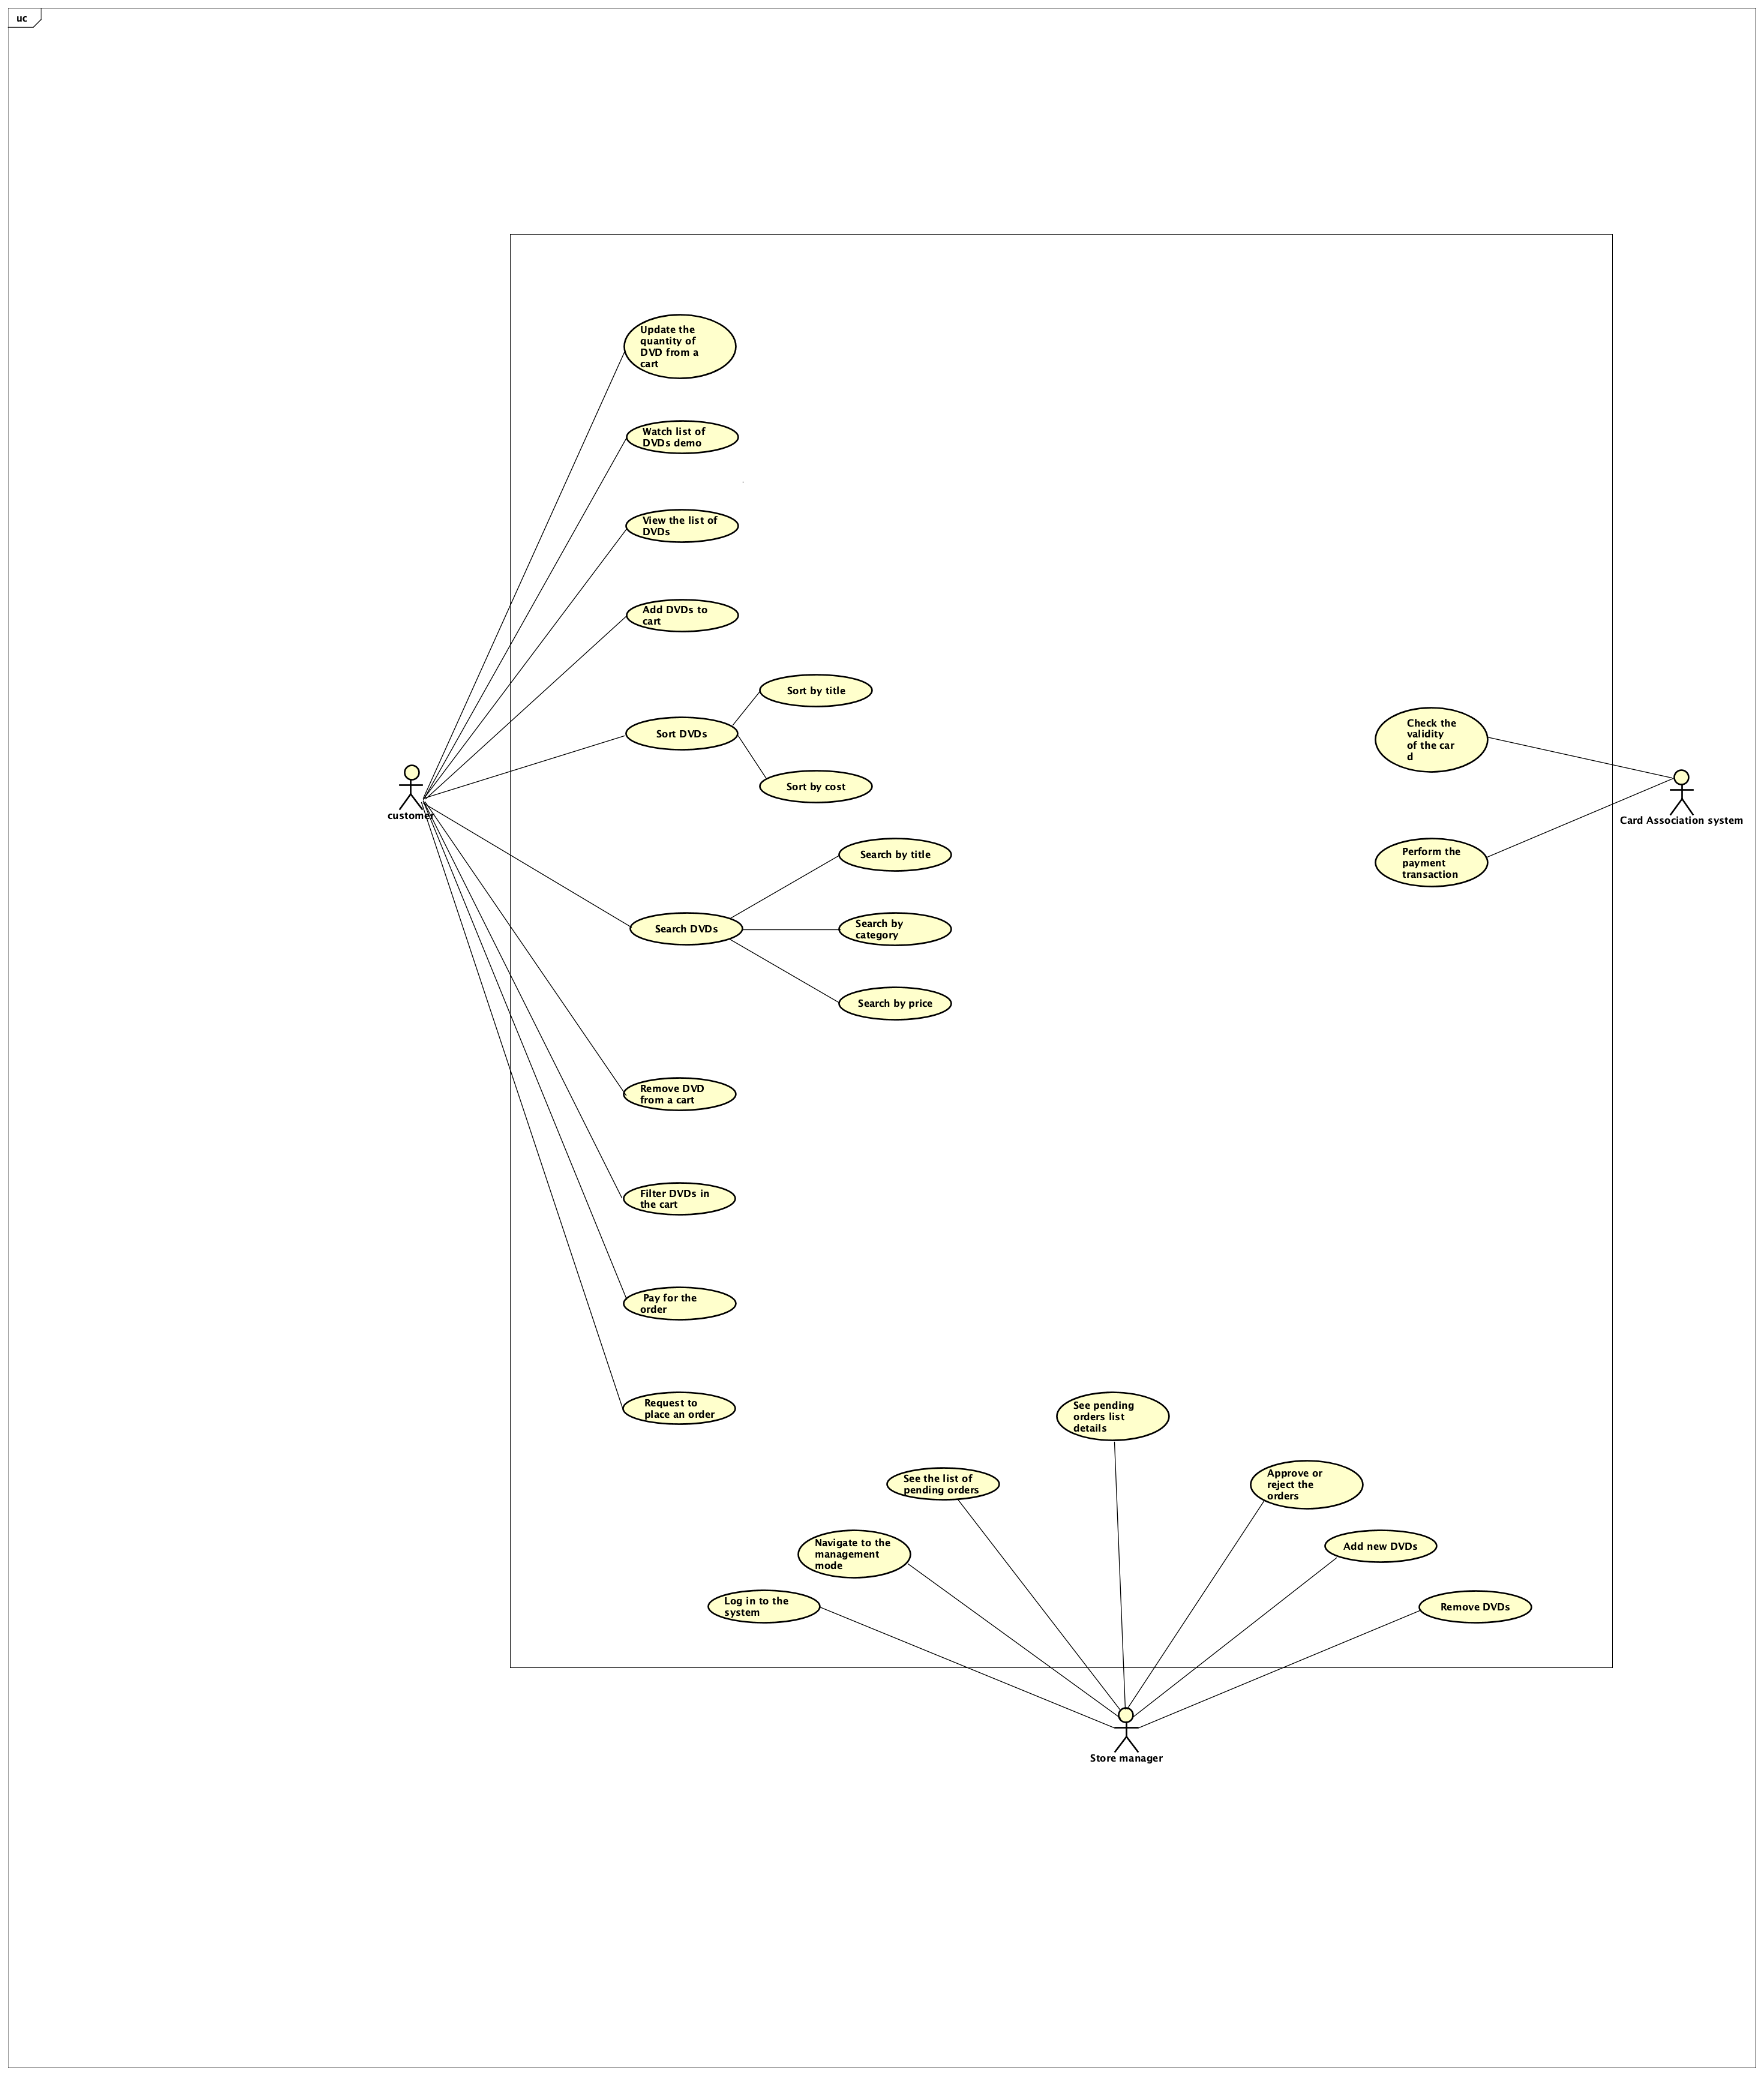 uc
Update the
quantity of
DVD from a
cart
Watch list of
DVDs demo
View the list of
DVDs
Add DVDs to
cart
Sort by title
Sort DVDs
Sort by cost
customer
Check the
validity
of the car
d
Card Association system
Perform the
payment
transaction
Search by title
Search DVDs
Search by
category
Search by price
Remove DVD
from a cart
Filter DVDs in
the cart
Pay for the
order
Request to
place an order
See pending
orders list
details
See the list of
pending orders
Approve or
reject the
orders
Navigate to the
management
mode
Add new DVDs
Log in to the
system
Remove DVDs
Store manager